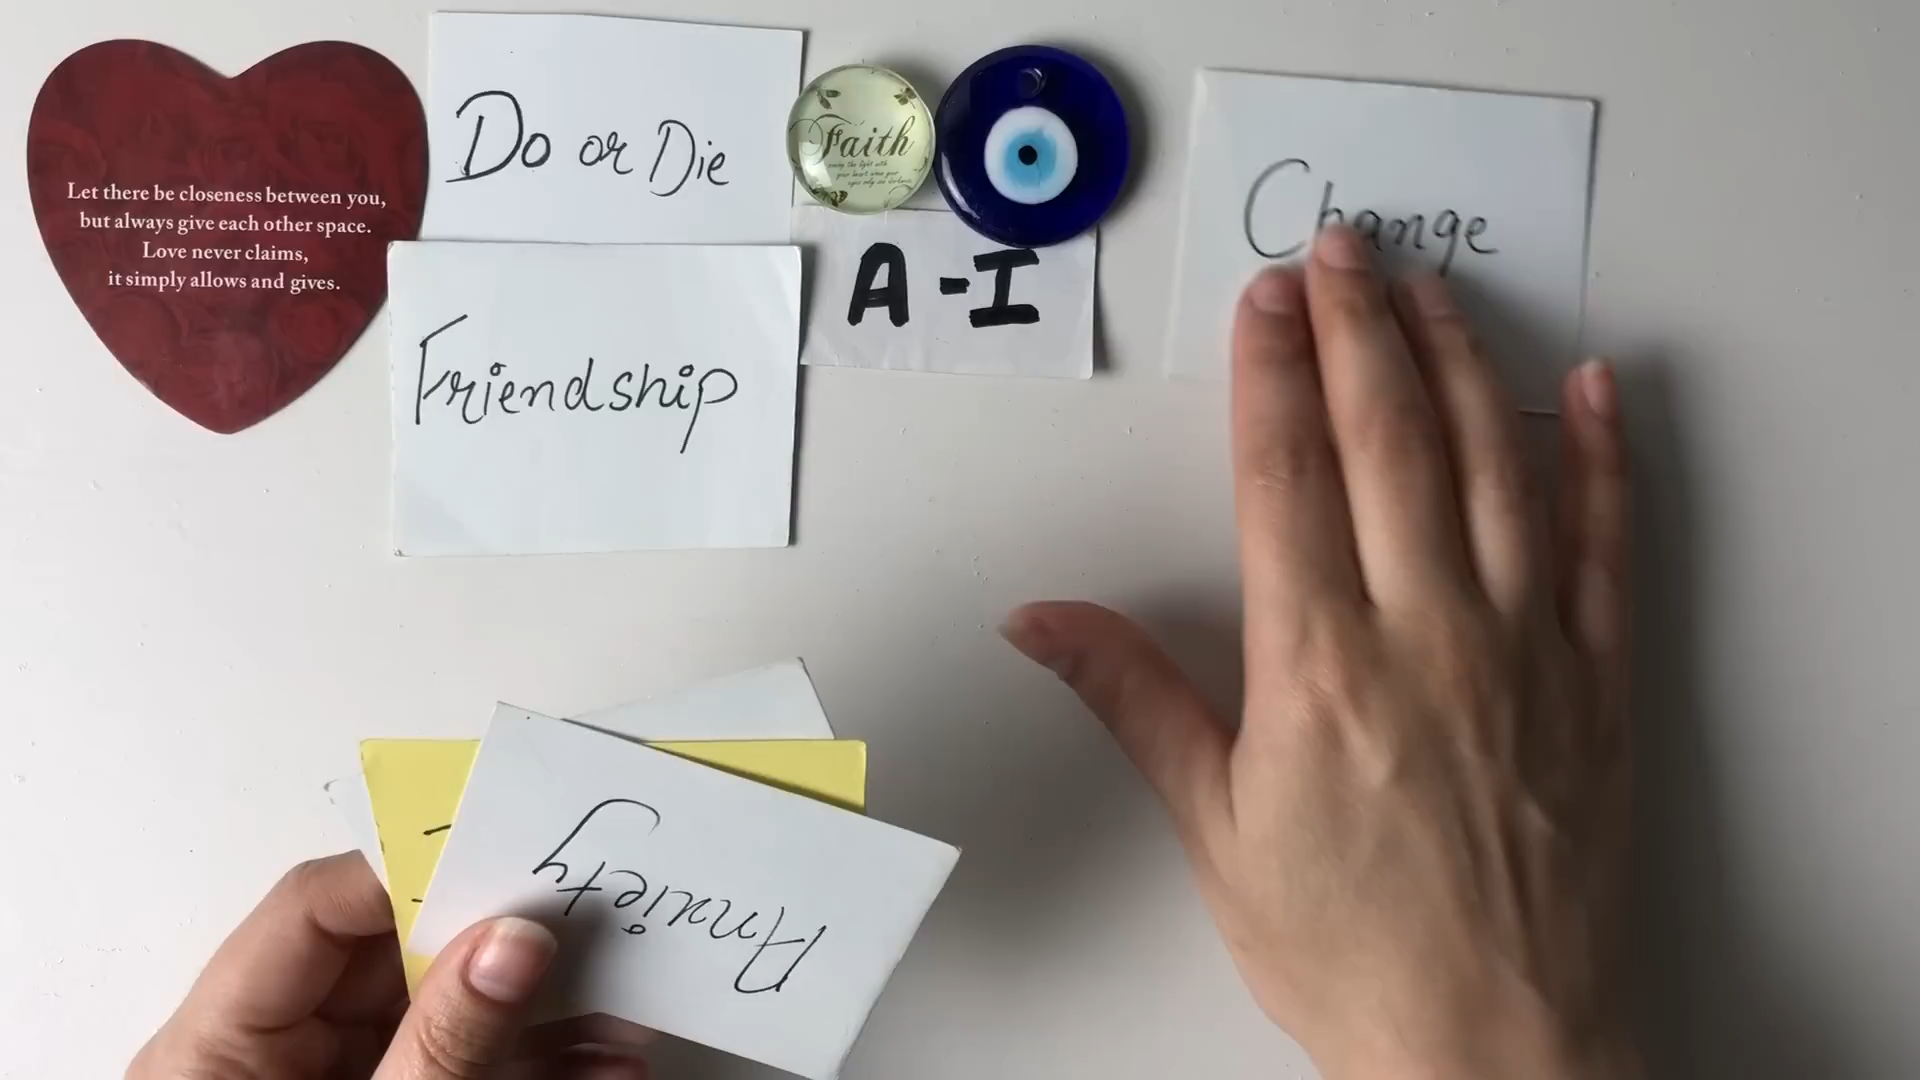 Let there be closeness between you,
but always give each other space.
Love never claims,
it simply allows and gives.
Do or Die
Faith
A-I
Friendship
Change
Anxiety